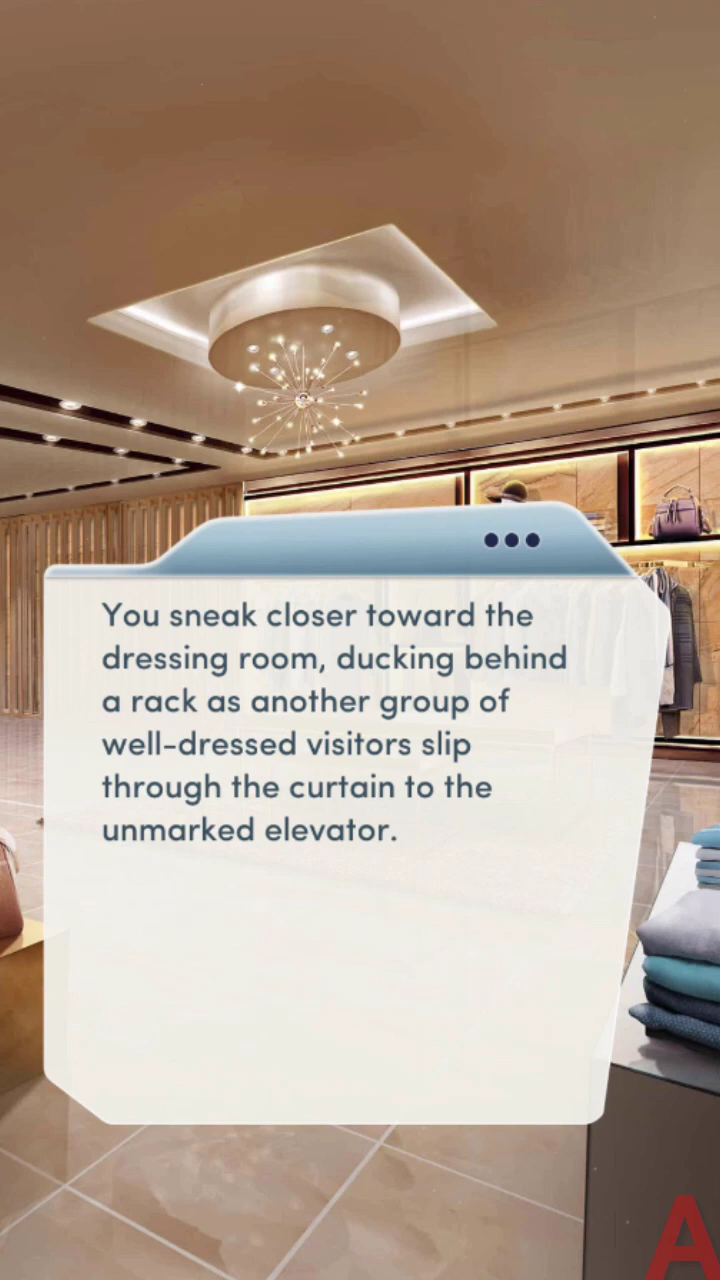 You sneak closer toward the
dressing room, ducking behind
a rack as another group of
well-dressed visitors slip
through the curtain to the
unmarked elevator.
A